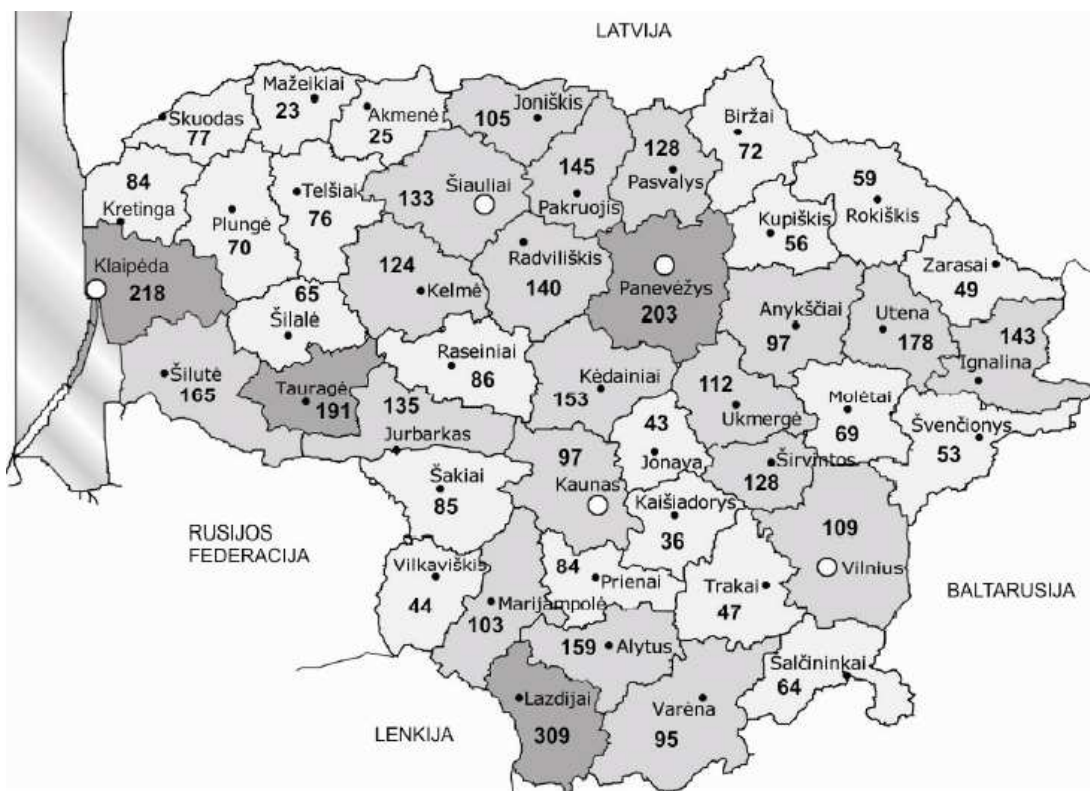 LATVIJA
Mažeikiai
23
Skuodas
77
Akmenė
25
Joniškis
105
Biržai
72
128
Pasvalys
145
Pakruojis
Šiauliai
133
84
Kretinga
Telšiai
76
Plungė
70
59
Rokiškis
Kupiškis
56
Radviliškis
140
124
Kelmė
Klaipėda
218
Panevėžys
203
Zarasai
49
65
Šilalė
Anykščiai
97
Utena
178
143
Ignalina
Raseiniai
86
Šilutė
165
Tauragė
191
135
Jurbarkas
Kėdainiai
153
112
Ukmergė
Molėtai
69
Švenčionys
53
43
Jonava
97
Kaunas
Širvintos
128
Šakiai
85
Kaišiadorys
36
109
Vilnius
RUSIJOS
FEDERACIJA
Vilkaviškis
44
84
Prienai
Trakai
47
BALTARUSIJA
Marijampolė
103
159
Alytus
Šalčininkai
64
Lazdijai
309
Varėna
95
LENKIJA